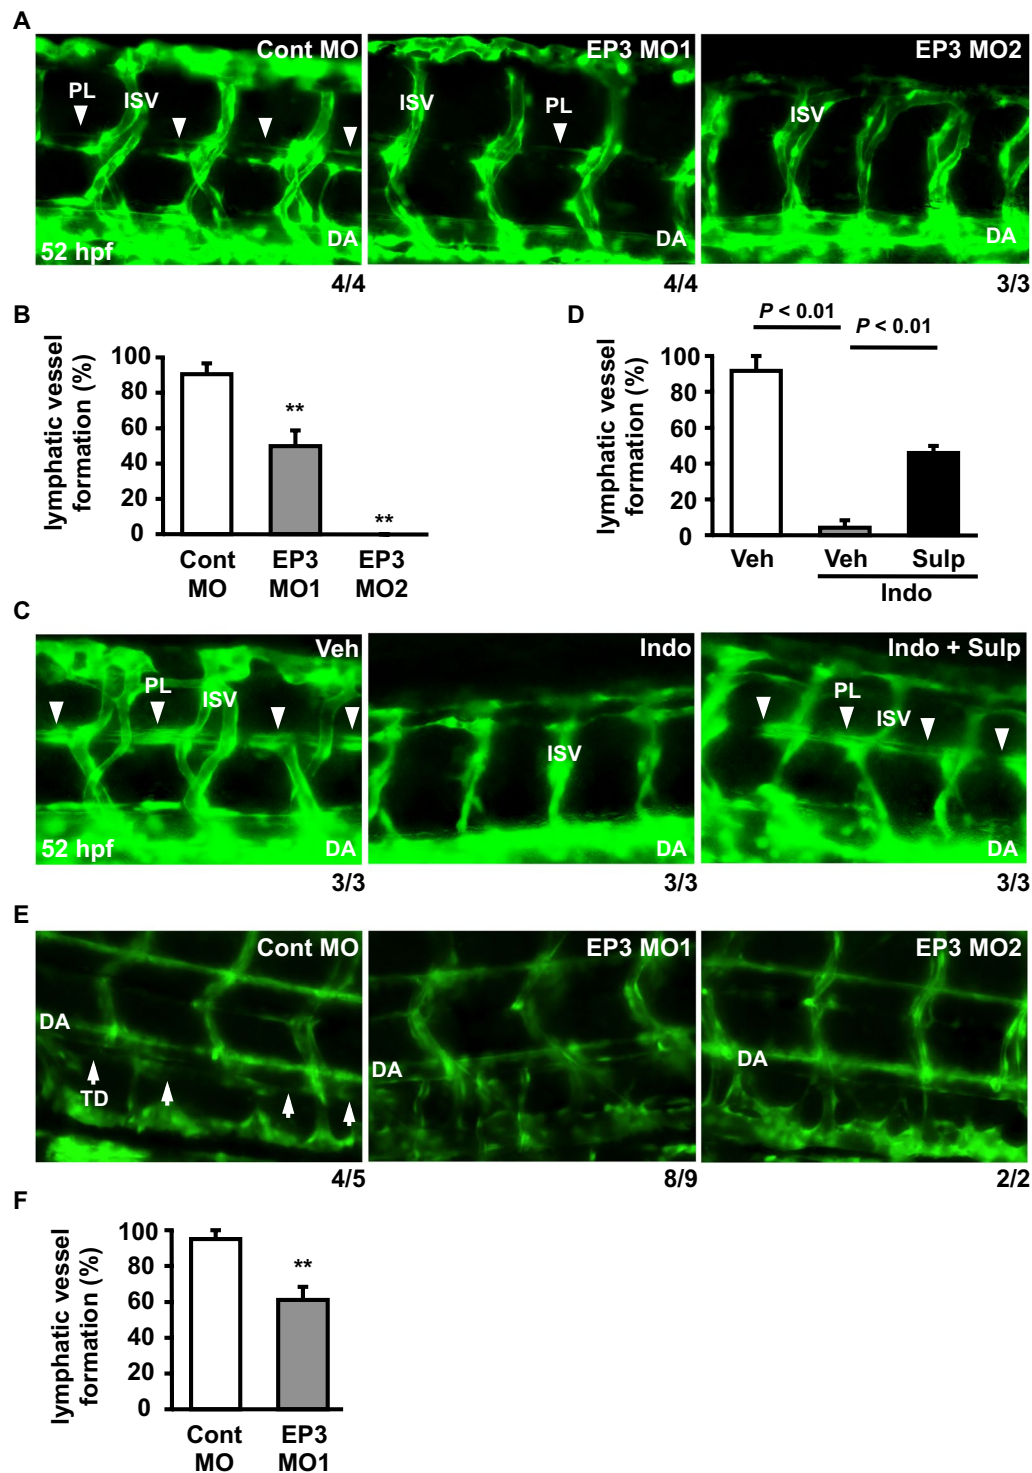 A
Cont MO
EP3 MO1
EP3 MO2
PL
ISV
ISV
PL
ISV
52 hpf
DA
DA
DA
4/4
4/4
3/3
B
lymphatic vessel
formation (%)
100
80
60
40
20
0
**
**
Cont
MO
EP3
MO1
EP3
MO2
D
P < 0.01
P < 0.01
lymphatic vessel
formation (%)
100
80
60
40
20
0
Veh
Veh
Sulp
Indo
C
Veh
Indo
Indo + Sulp
PL
ISV
ISV
PL
ISV
52 hpf
DA
DA
DA
3/3
3/3
3/3
E
Cont MO
EP3 MO1
EP3 MO2
DA
TD
DA
DA
4/5
8/9
2/2
F
lymphatic vessel
formation (%)
100
80
60
40
20
0
**
Cont
MO
EP3
MO1